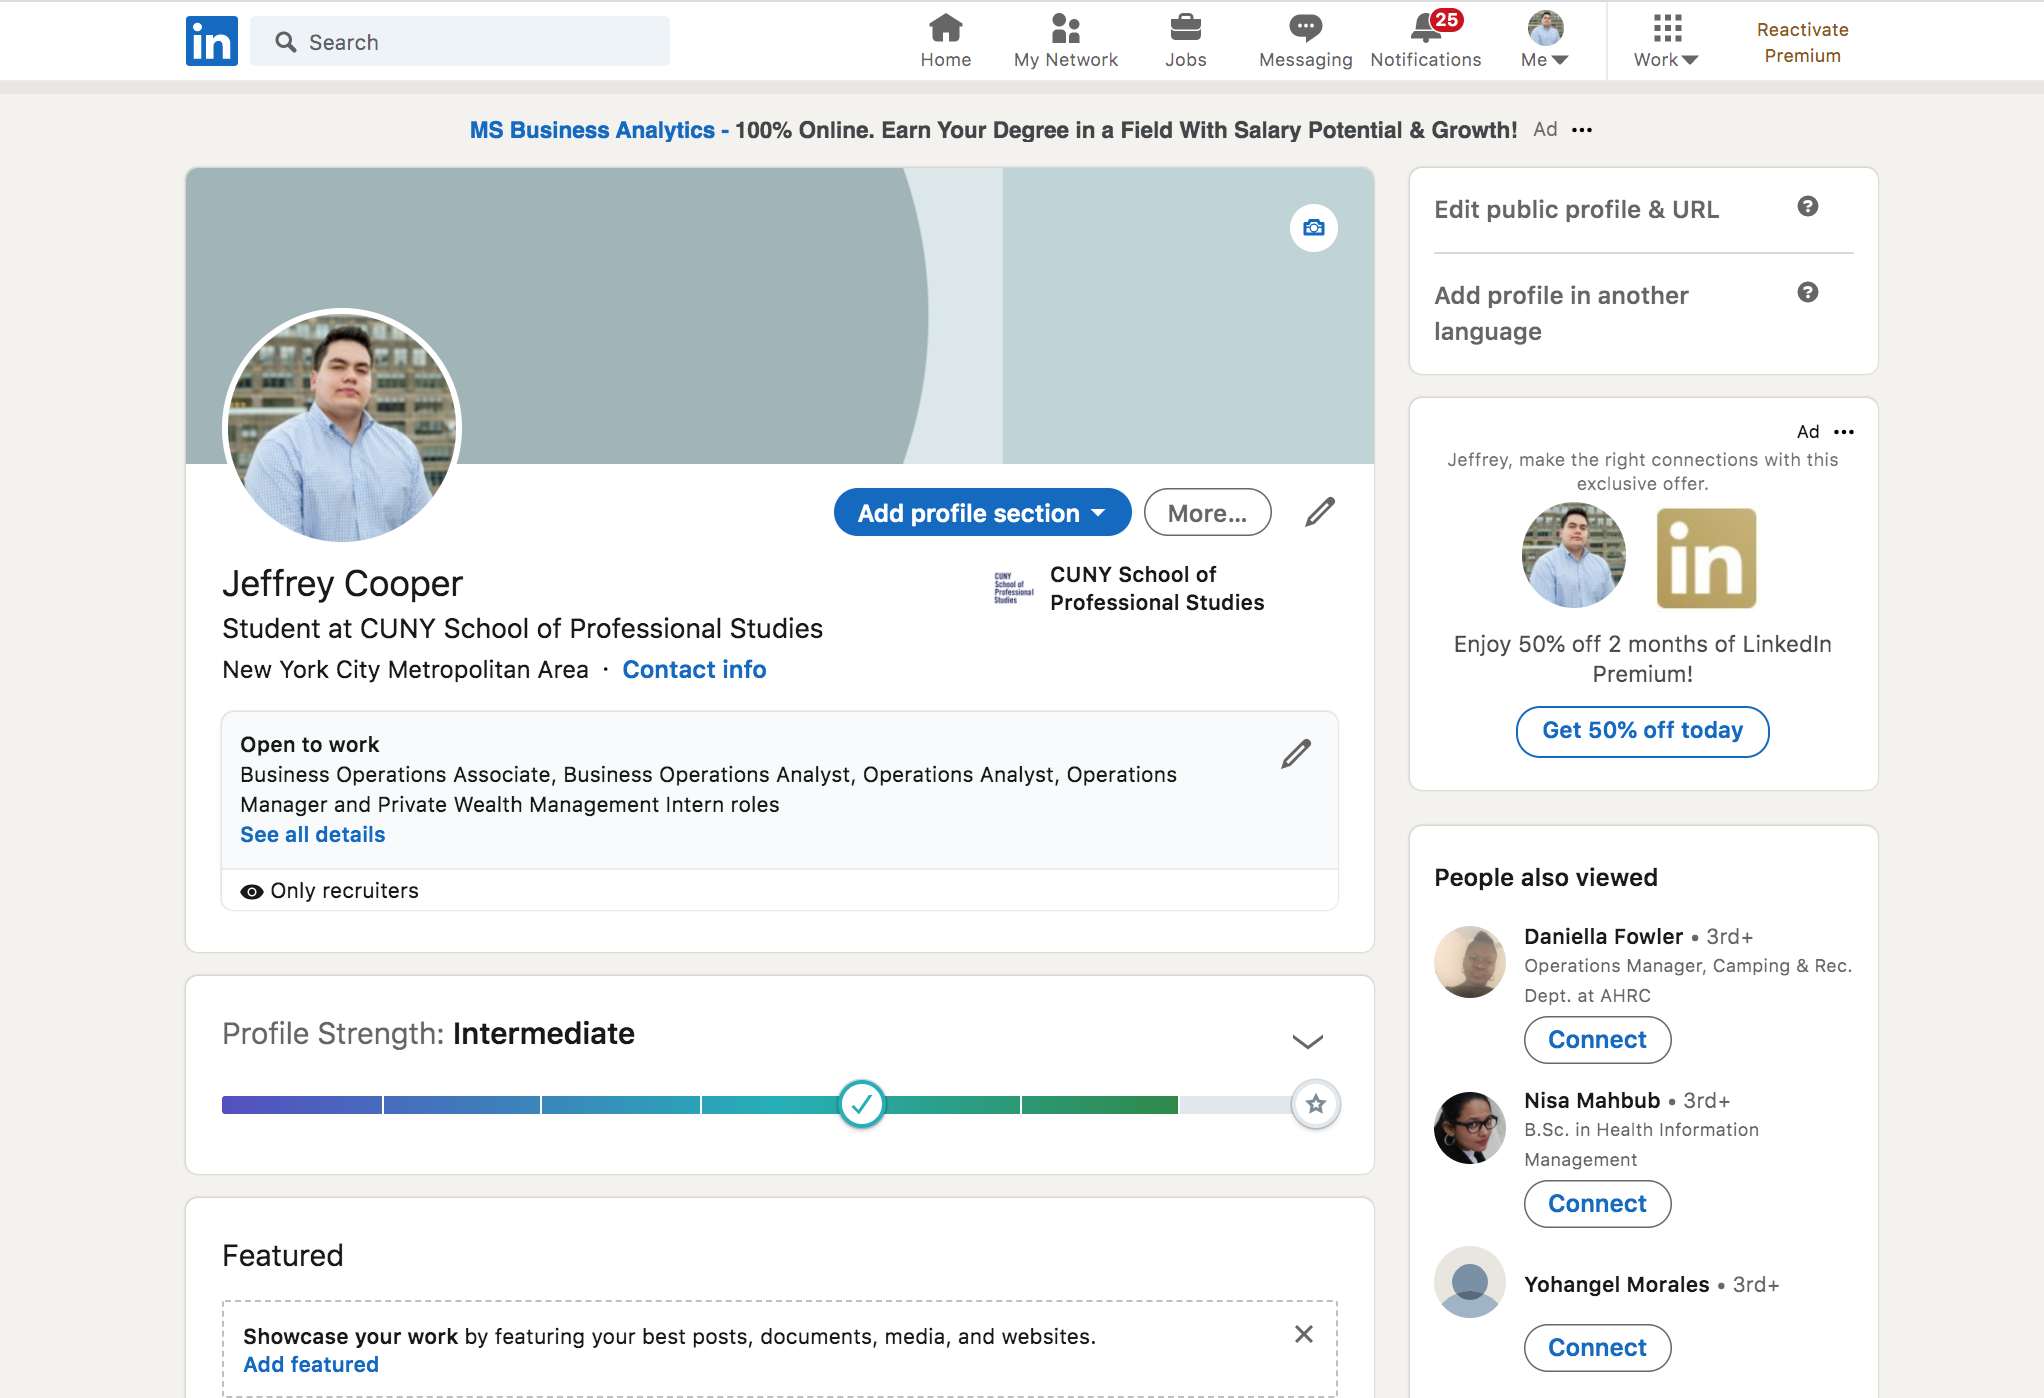 in
Search
Home
My Network
Jobs
Messaging
25
Notifications
Me
Work
Reactivate
Premium
MS Business Analytics - 100% Online. Earn Your Degree in a Field With Salary Potential & Growth! Ad
Add profile section
More...
Jeffrey Cooper
Student at CUNY School of Professional Studies
New York City Metropolitan Area · Contact info
CUNY
School of
Professional
Studies
CUNY School of
Professional Studies
Open to work
Business Operations Associate, Business Operations Analyst, Operations Analyst, Operations
Manager and Private Wealth Management Intern roles
See all details
Only recruiters
Profile Strength: Intermediate
Featured
Showcase your work by featuring your best posts, documents, media, and websites.
Add featured
Edit public profile & URL
Add profile in another
language
Ad
Jeffrey, make the right connections with this
exclusive offer.
in
Enjoy 50% off 2 months of LinkedIn
Premium!
Get 50% off today
People also viewed
Daniella Fowler • 3rd+
Operations Manager, Camping & Rec.
Dept. at AHRC
Connect
Nisa Mahbub • 3rd+
B.Sc. in Health Information
Management
Connect
Yohangel Morales • 3rd+
Connect